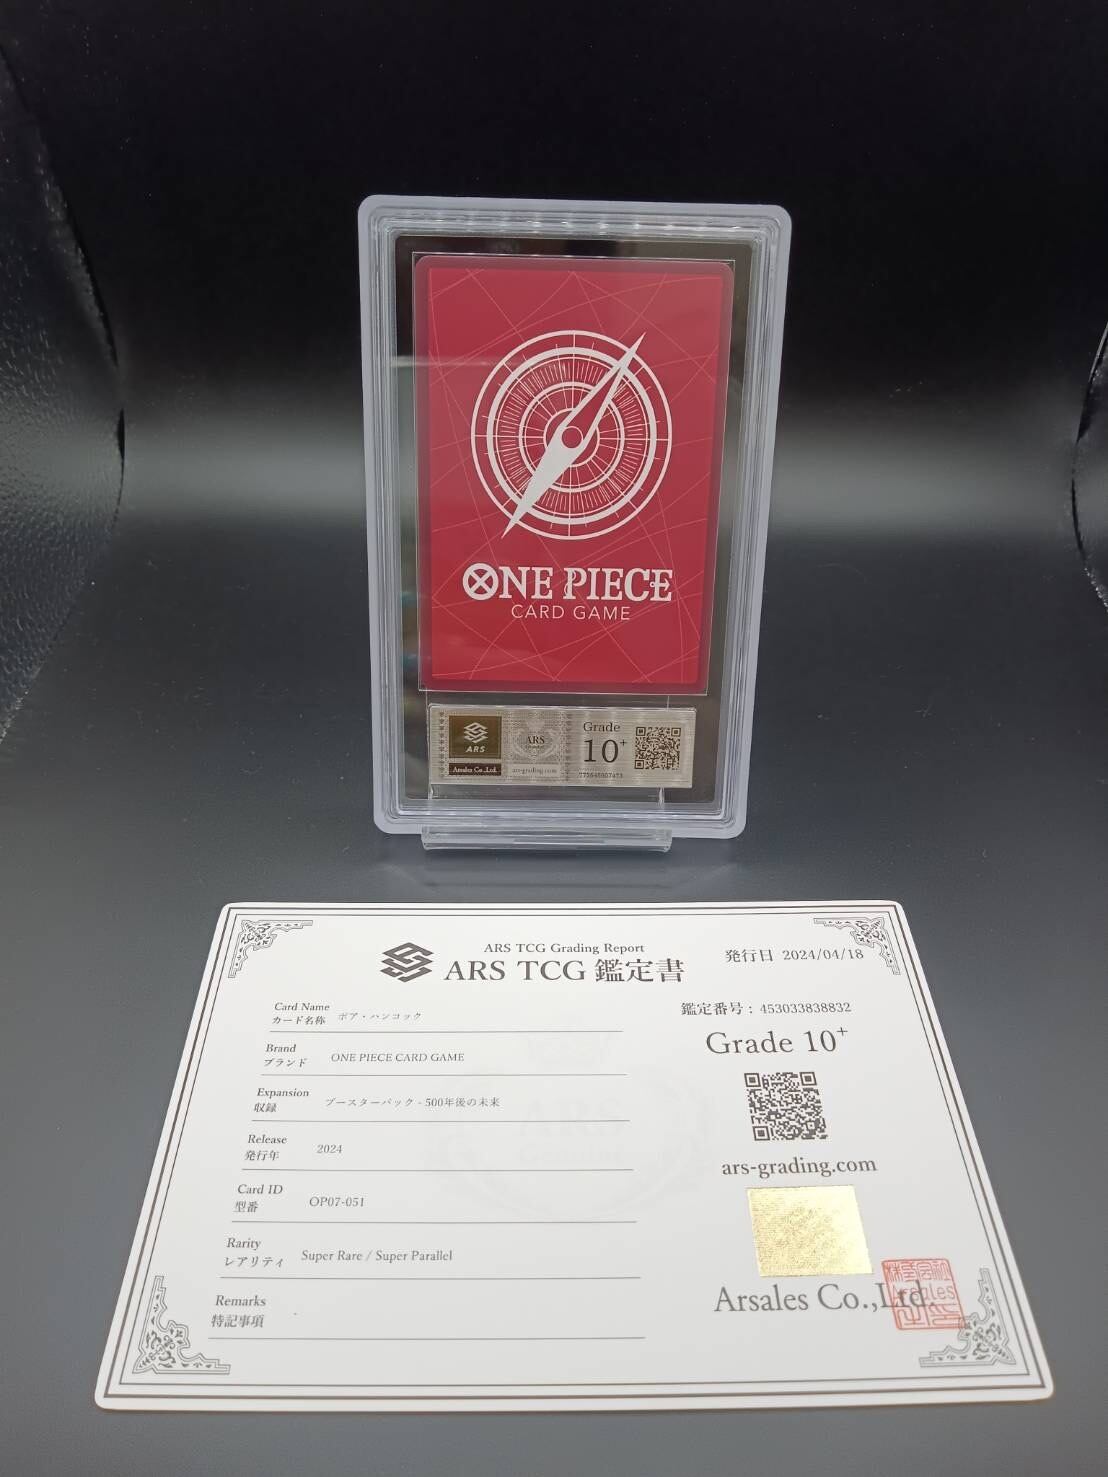 ONE PIECE
CARD GAME
ARS
Arsales Co.,Ltd.
ARS
ars-grading.com
Grade
10+
ARS TCG Grading Report
ARS TCG 鑑定書
発行日 2024/04/18
鑑定番号 : 453033838832
Grade 10+
ars-grading.com
Arsales Co.,Ltd.
Card Name
カード名称 ボア・ハンコック
Brand
ブランド ONE PIECE CARD GAME
Expansion
収録 ブースターパック - 500年後の未来
Release
発行年 2024
Card ID
型番 OP07-051
Rarity
レアリティ Super Rare / Super Parallel
Remarks
特記事項 -
ARS
Genuine